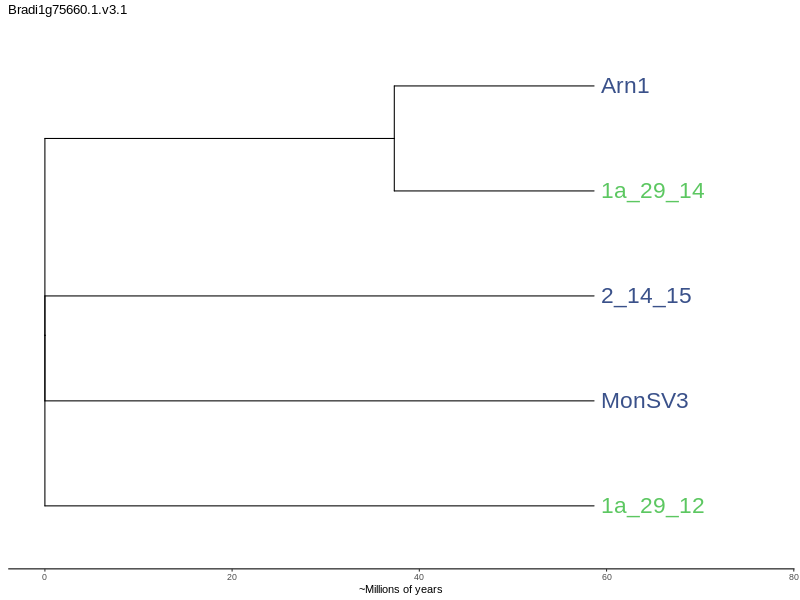 Bradi1g75660.1.v3.1
Arn1
1a_29_14
2_14_15
MonSV3
1a_29_12
0 20 40 60 80
~Millions of years